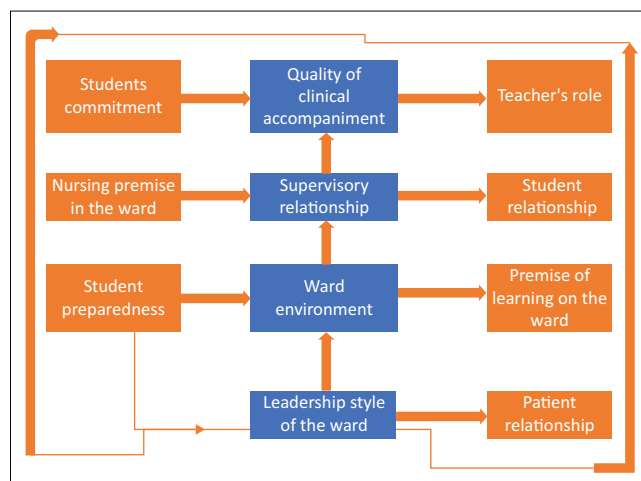 Students
commitment
Quality of
clinical
accompaniment
Teacher's role
Nursing premise
in the ward
Supervisory
relationship
Student
relationship
Student
preparedness
Ward
environment
Premise of
learning on the
ward
Leadership style
of the ward
Patient
relationship